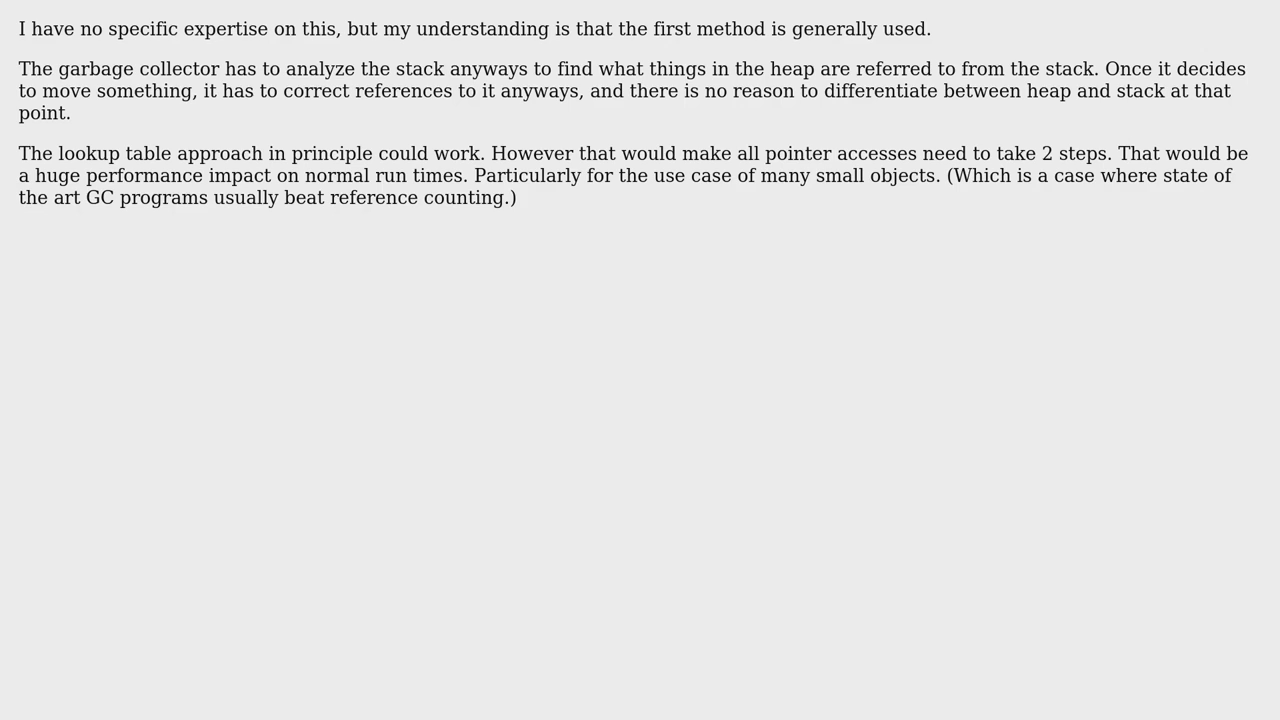 I have no specific expertise on this, but my understanding is that the first method is generally used.
The garbage collector has to analyze the stack anyways to find what things in the heap are referred to from the stack. Once it decides
to move something, it has to correct references to it anyways, and there is no reason to differentiate between heap and stack at that
point.
The lookup table approach in principle could work. However that would make all pointer accesses need to take 2 steps. That would be
a huge performance impact on normal run times. Particularly for the use case of many small objects. (Which is a case where state of
the art GC programs usually beat reference counting.)